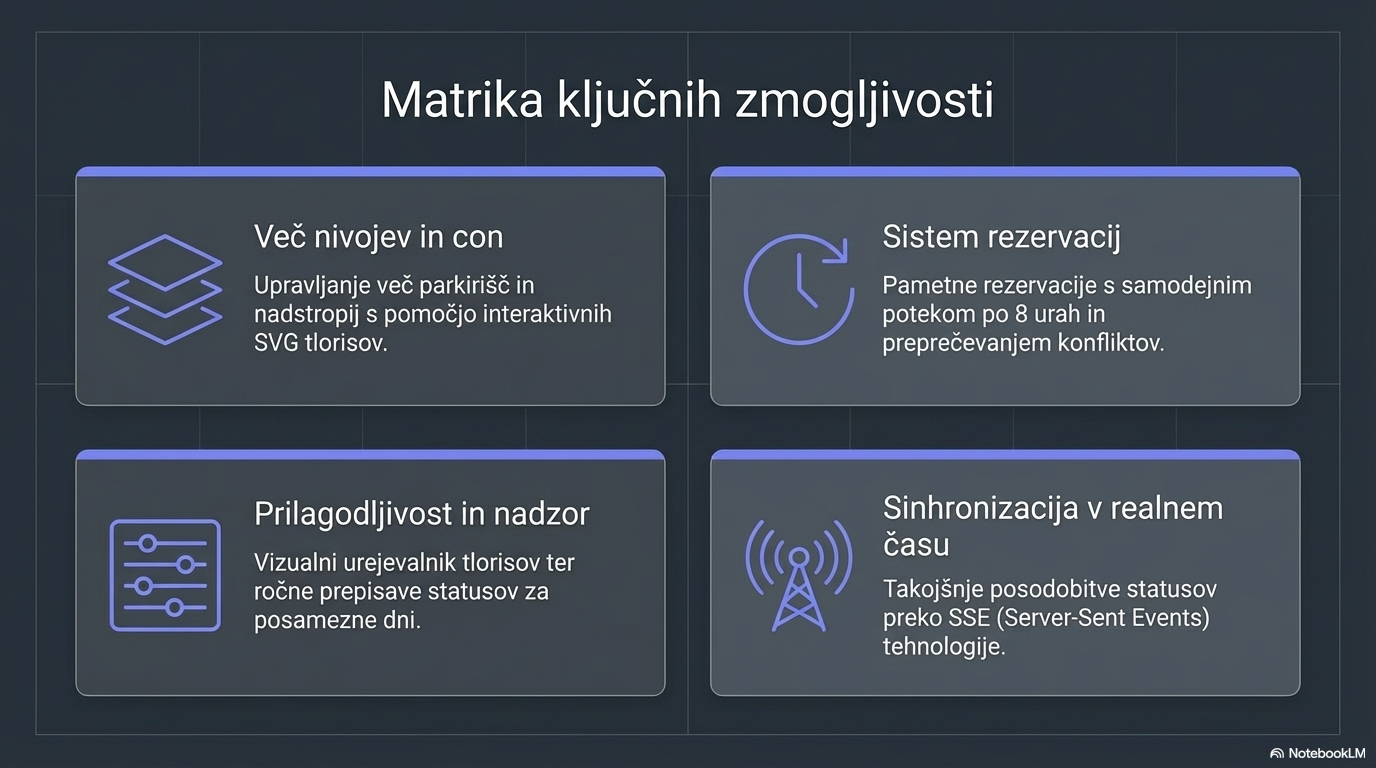 Matrika ključnih zmogljivosti
Več nivojev in con
Upravljanje več parkirišč in
nadstropij s pomočjo interaktivnih
SVG tlorisov.
Sistem rezervacij
Pametne rezervacije s samodejnim
potekom po 8 urah in
preprečevanjem konfliktov.
Prilagodljivost in nadzor
Vizualni urejevalnik tlorisov ter
ročne prepisave statusov za
posamezne dni.
Sinhronizacija v realnem
času
Takojšnje posodobitve statusov
preko SSE (Server-Sent Events)
tehnologije.
NotebookLM